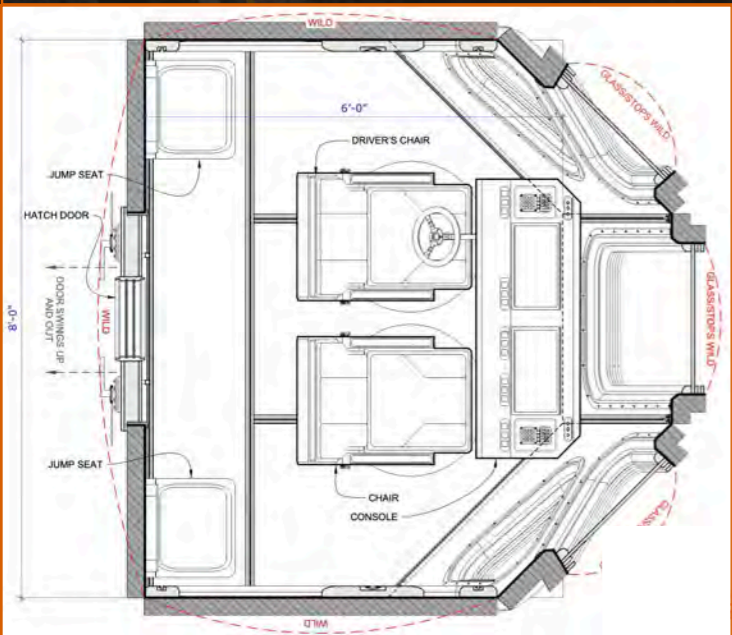 WILD
GLASS/STOPS WILD
6'-0"
DRIVER'S CHAIR
JUMP SEAT
HATCH DOOR
DOOR SWINGS UP
AND OUT
WILD
8'-0"
GLASS/STOPS WILD
JUMP SEAT
CHAIR
CONSOLE
WILD